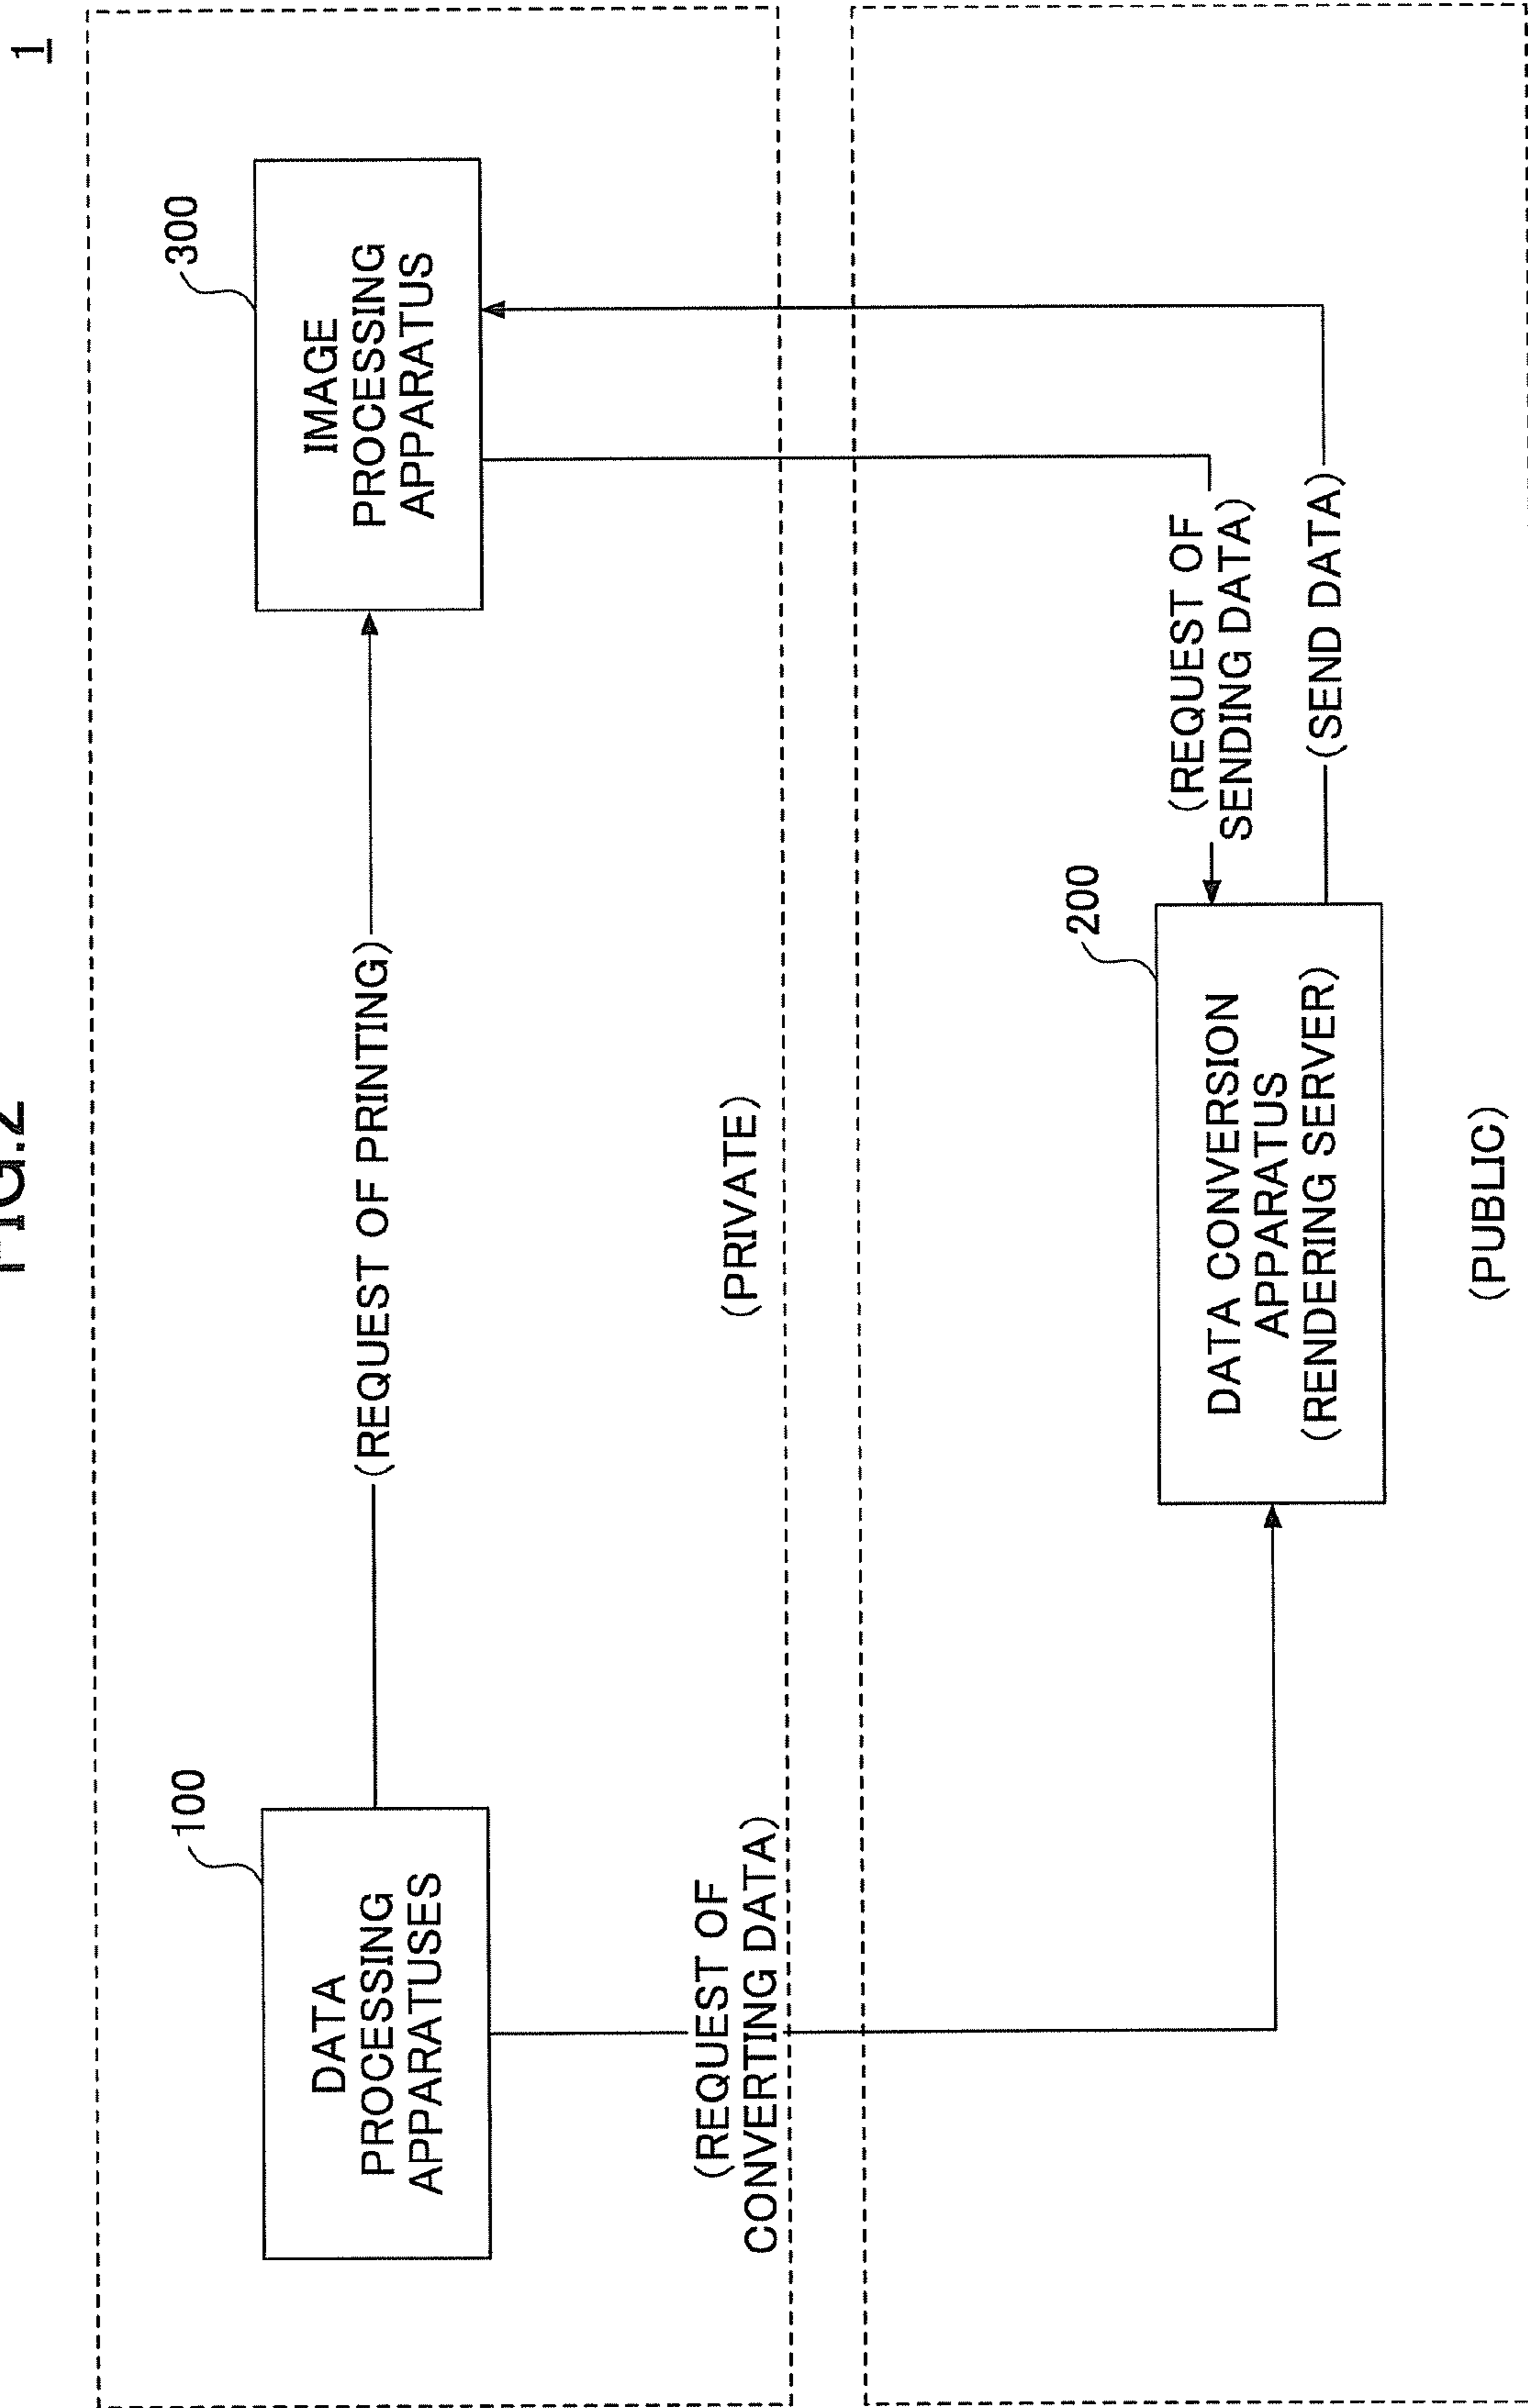 FIG.2
1
100
DATA
PROCESSING
APPARATUSES
(REQUEST OF PRINTING)
300
IMAGE
PROCESSING
APPARATUS
(REQUEST OF
CONVERTING DATA)
(PRIVATE)
200
DATA CONVERSION
APPARATUS
(RENDERING SERVER)
(REQUEST OF
SENDING DATA)
(SEND DATA)
(PUBLIC)